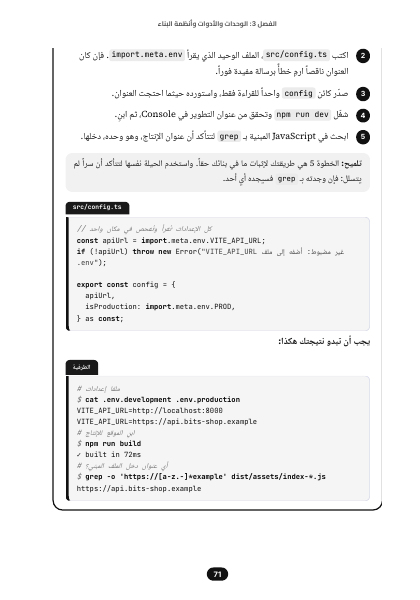 الفصل 3: الوحدات والأدوات وأنظمة البناء
2 اكتب src/config.ts، الملف الوحيد الذي يقرأ import.meta.env. فإن كان
العنوان ناقصاً ارمِ خطأً برسالة مفيدة فوراً.
3 صدّر كائن config واحداً للقراءة فقط، واستورده حيثما احتجت العنوان.
4 شغّل npm run dev وتحقق من عنوان التطوير في Console، ثم ابنِ.
5 ابحث في JavaScript المبنية بـ grep لتتأكد أن عنوان الإنتاج، هو وحده، دخلها.
تلميح: الخطوة 5 هي طريقتك لإثبات ما في بنائك حقاً. واستخدم الحيلة نفسها لتتأكد أن سراً لم
يتسلل: فإن وجدته بـ grep فسيجده أي أحد.
src/config.ts
// كل الإعدادات تُقرأ وتُفحص في مكان واحد
const apiUrl = import.meta.env.VITE_API_URL;
if (!apiUrl) throw new Error("VITE_API_URL غير مضبوط: أضفه إلى ملف
.env");
export const config = {
apiUrl,
isProduction: import.meta.env.PROD,
} as const;
يجب أن تبدو نتيجتك هكذا:
الطرفية
# ملفا إعدادات
$ cat .env.development .env.production
VITE_API_URL=http://localhost:8000
VITE_API_URL=https://api.bits-shop.example
# ابنِ الموقع للإنتاج
$ npm run build
✓ built in 72ms
# أي عنوان دخل الملف المبني؟
$ grep -o 'https://[a-z.-]*example' dist/assets/index-*.js
https://api.bits-shop.example
71